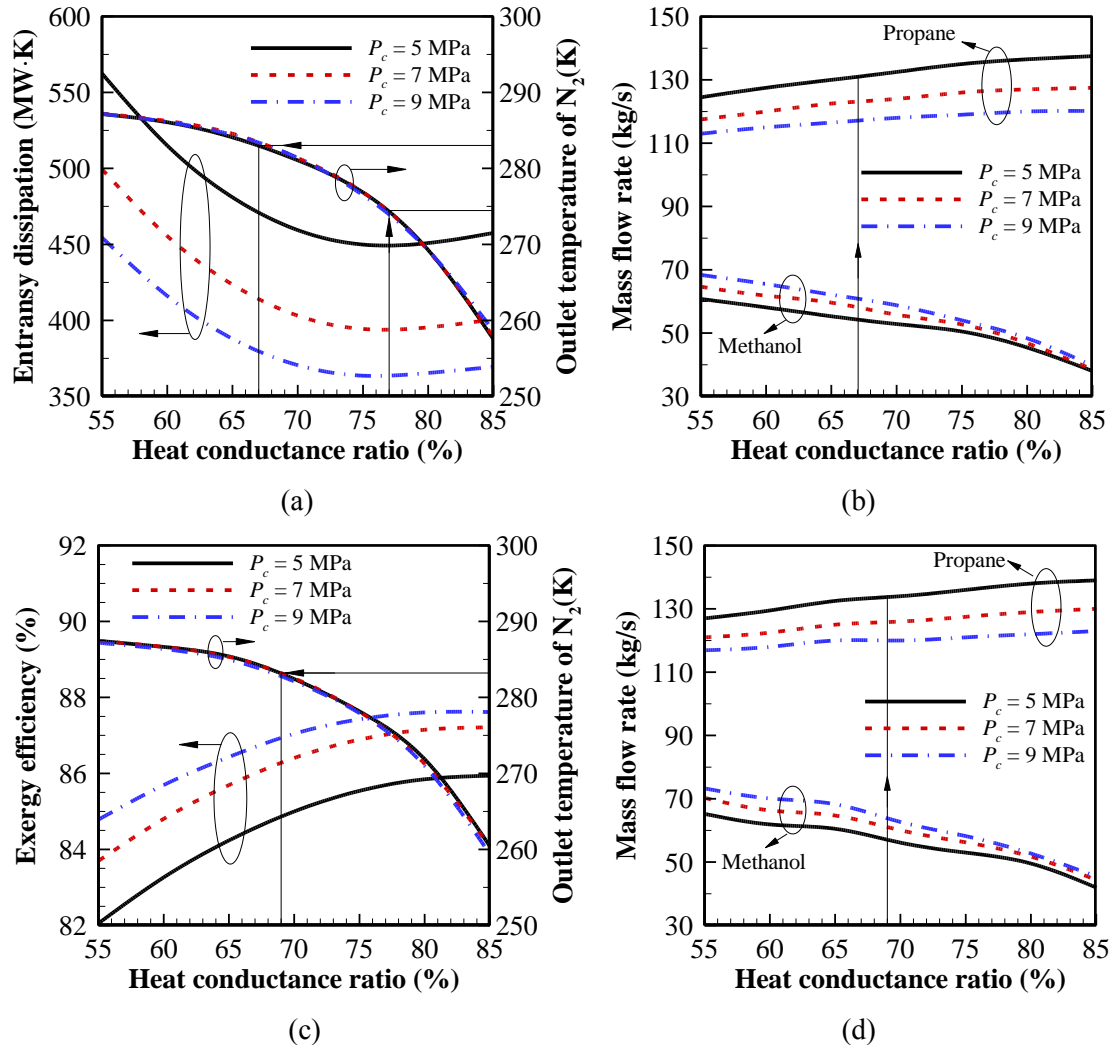 600
300
P_c = 5 MPa
P_c = 7 MPa
P_c = 9 MPa
550
290
500
280
450
270
400
260
350
250
55 60 65 70 75 80 85
Entransy dissipation (MW·K)
Outlet temperature of N₂(K)
Heat conductance ratio (%)
(a)
150
Propane
130
110
P_c = 5 MPa
P_c = 7 MPa
P_c = 9 MPa
90
70
50
Methanol
30
55 60 65 70 75 80 85
Mass flow rate (kg/s)
Heat conductance ratio (%)
(b)
92
300
P_c = 5 MPa
P_c = 7 MPa
P_c = 9 MPa
90
290
88
280
86
270
84
260
82
250
55 60 65 70 75 80 85
Exergy efficiency (%)
Outlet temperature of N₂(K)
Heat conductance ratio (%)
(c)
150
Propane
130
110
P_c = 5 MPa
P_c = 7 MPa
P_c = 9 MPa
90
70
50
Methanol
30
55 60 65 70 75 80 85
Mass flow rate (kg/s)
Heat conductance ratio (%)
(d)